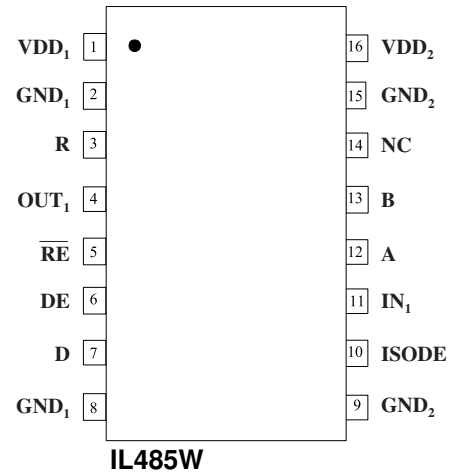 VDD₁ 1 16 VDD₂
GND₁ 2 15 GND₂
R 3 14 NC
OUT₁ 4 13 B
R̅E̅ 5 12 A
DE 6 11 IN₁
D 7 10 ISODE
GND₁ 8 9 GND₂
IL485W